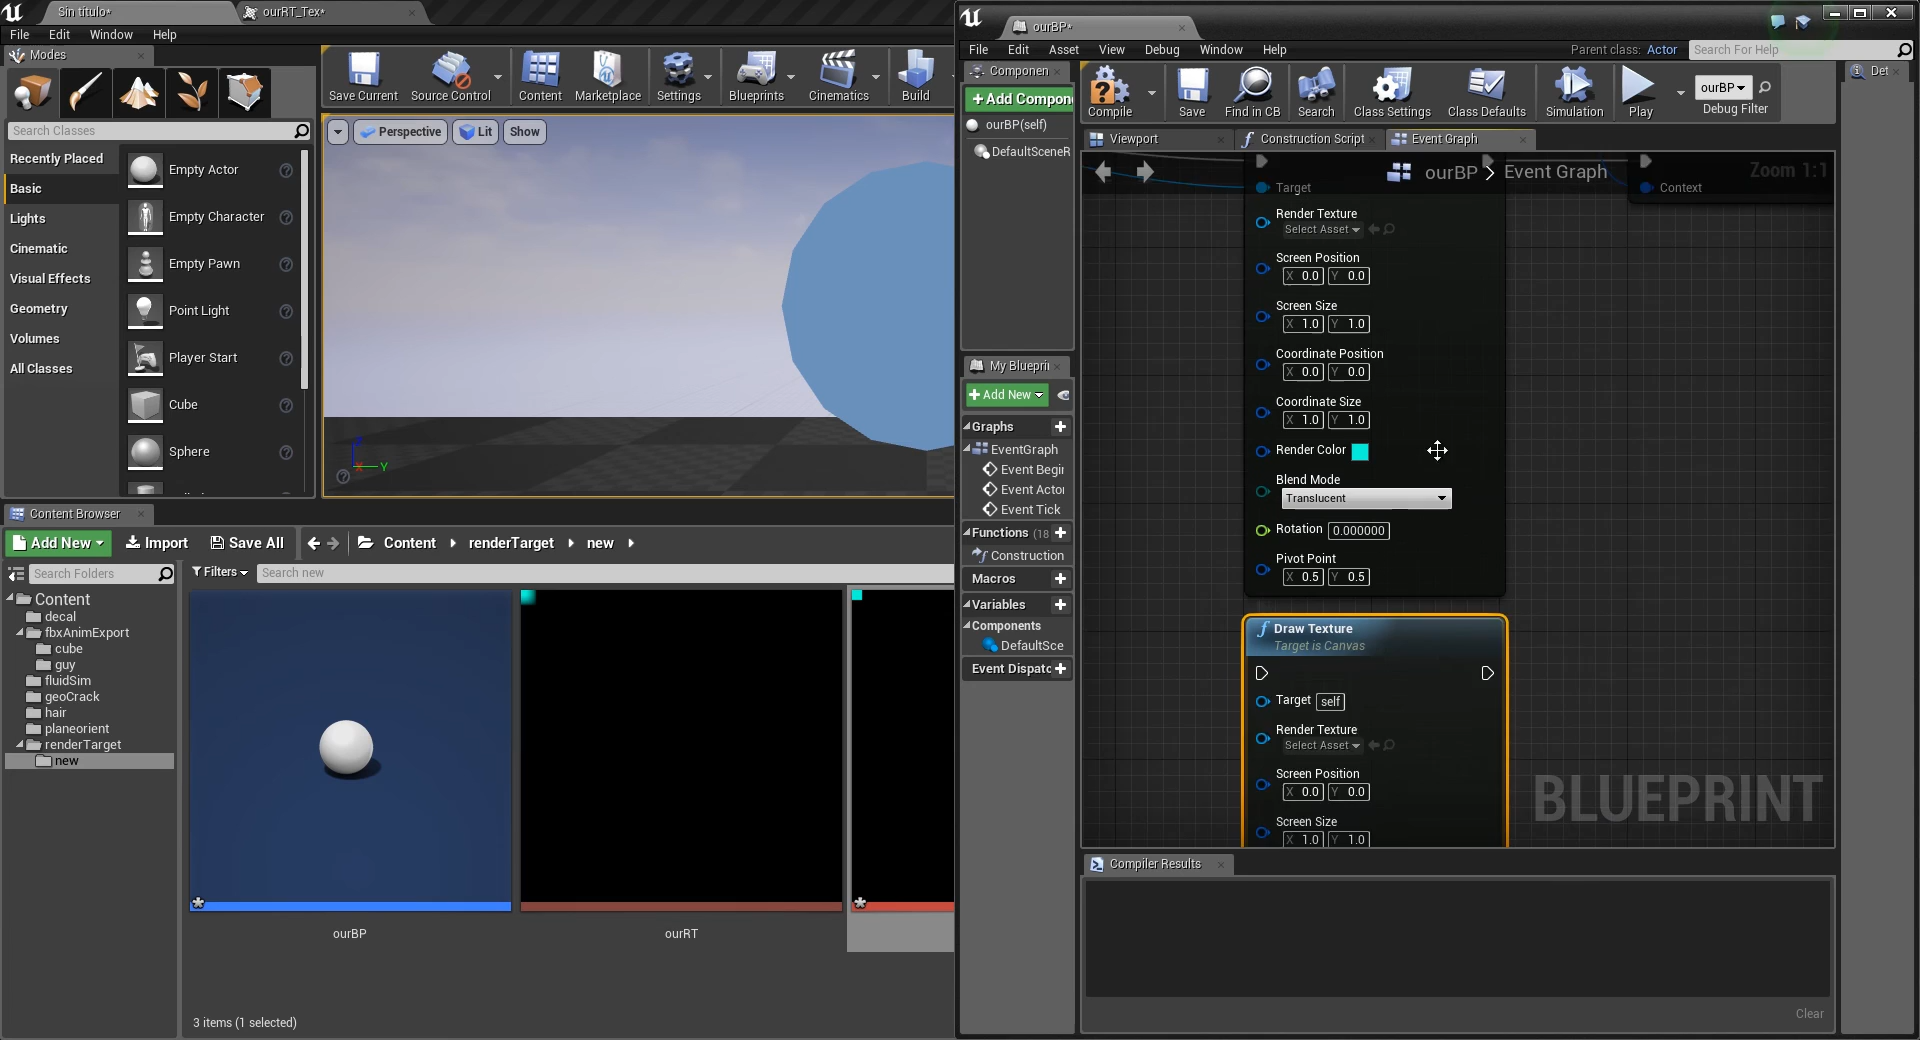 Sin título*
ourRT_Tex*
File Edit Window Help
Modes
Search Classes
Recently Placed
Basic
Lights
Cinematic
Visual Effects
Geometry
Volumes
All Classes
Empty Actor
Empty Character
Empty Pawn
Point Light
Player Start
Cube
Sphere
Save Current
Source Control
Content
Marketplace
Settings
Blueprints
Cinematics
Build
Perspective
Lit
Show
Y
Content Browser
Add New
Import
Save All
Content
renderTarget
new
Search Folders
Filters
Search new
Content
decal
fbxAnimExport
cube
guy
fluidSim
geoCrack
hair
planeorient
renderTarget
new
ourBP
ourRT
3 items (1 selected)
ourBP*
File Edit Asset View Debug Window Help
Parent class: Actor
Search For Help
Componen
Add Compon
ourBP(self)
DefaultSceneR
Compile
Save
Find in CB
Search
Class Settings
Class Defaults
Simulation
Play
ourBP
Debug Filter
Det
Viewport
Construction Script
Event Graph
My Bluepri
Add New
Graphs
EventGraph
Event Begin
Event Actor
Event Tick
Functions (18
Construction
Macros
Variables
Components
DefaultSce
Event Dispatc
ourBP > Event Graph
Zoom 1:1
Target
Context
Render Texture
Select Asset
Screen Position
X 0.0 Y 0.0
Screen Size
X 1.0 Y 1.0
Coordinate Position
X 0.0 Y 0.0
Coordinate Size
X 1.0 Y 1.0
Render Color
Blend Mode
Translucent
Rotation 0.000000
Pivot Point
X 0.5 Y 0.5
Draw Texture
Target is Canvas
Target self
Render Texture
Select Asset
Screen Position
X 0.0 Y 0.0
Screen Size
X 1.0 Y 1.0
BLUEPRINT
Compiler Results
Clear